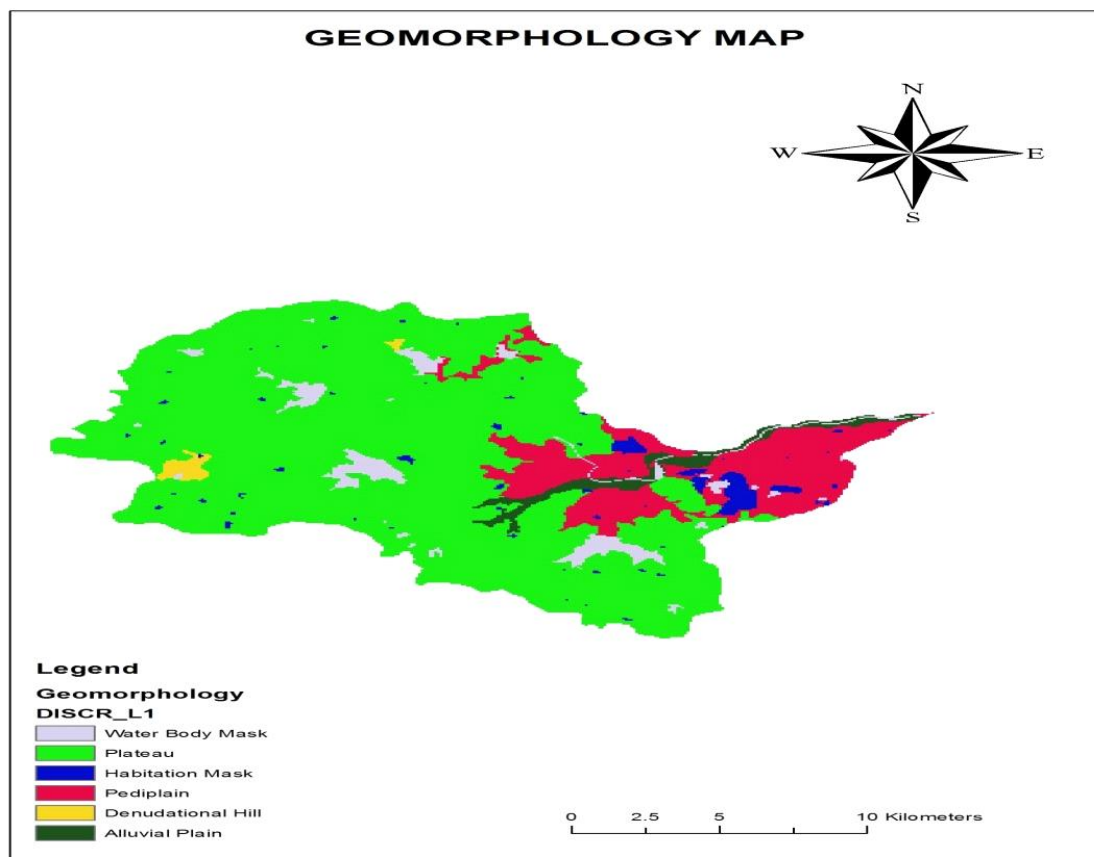 GEOMORPHOLOGY MAP
N
W E
S
Legend
Geomorphology
DISCR_L1
Water Body Mask
Plateau
Habitation Mask
Pediplain
Denudational Hill
Alluvial Plain
0 2.5 5 10 Kilometers